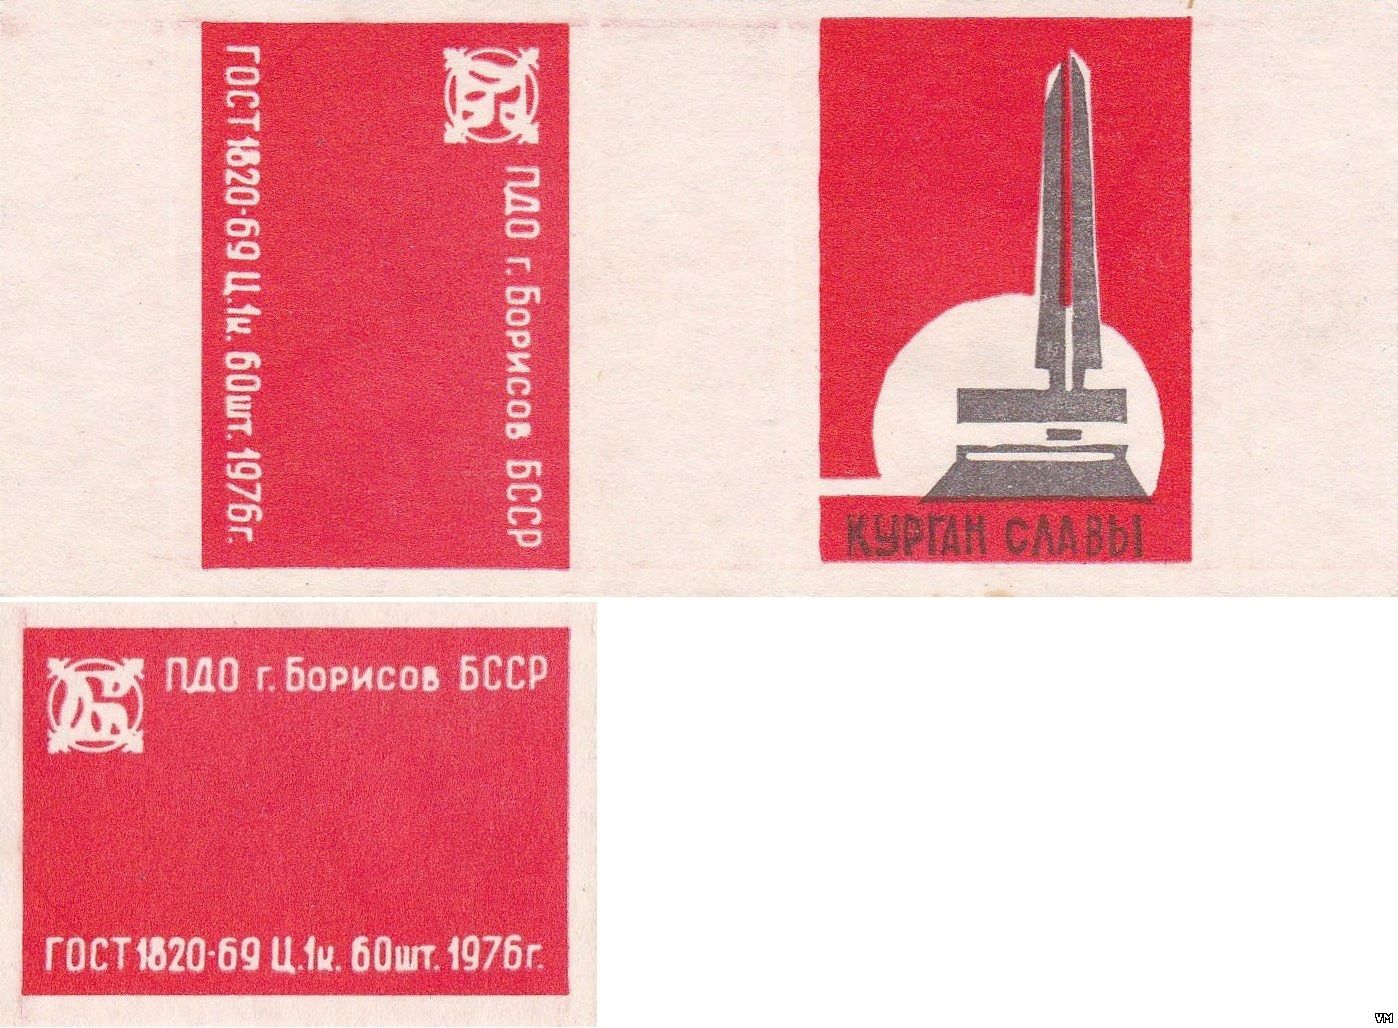 ПДО г. Борисов БССР
ГОСТ 1820-69 Ц.1к. 60шт. 1976г.
КУРГАН СЛАВЫ
ПДО г. Борисов БССР
ГОСТ 1820-69 Ц.1к. 60шт. 1976г.
VM